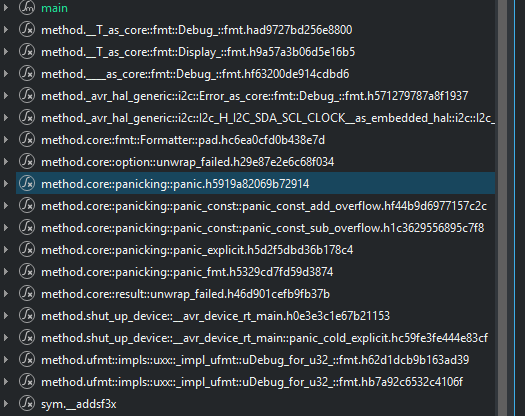 main
method.__T_as_core::fmt::Debug_::fmt.had9727bd256e8800
method.__T_as_core::fmt::Display_::fmt.h9a57a3b06d5e16b5
method.____as_core::fmt::Debug_::fmt.hf63200de914cdbd6
method._avr_hal_generic::i2c::Error_as_core::fmt::Debug_::fmt.h571279787a8f1937
method._avr_hal_generic::i2c::I2c_H_I2C_SDA_SCL_CLOCK__as_embedded_hal::i2c::I2c_
method.core::fmt::Formatter::pad.hc6ea0cfd0b438e7d
method.core::option::unwrap_failed.h29e87e2e6c68f034
method.core::panicking::panic.h5919a82069b72914
method.core::panicking::panic_const::panic_const_add_overflow.hf44b9d6977157c2c
method.core::panicking::panic_const::panic_const_sub_overflow.h1c3629556895c7f8
method.core::panicking::panic_explicit.h5d2f5dbd36b178c4
method.core::panicking::panic_fmt.h5329cd7fd59d3874
method.core::result::unwrap_failed.h46d901cefb9fb37b
method.shut_up_device::__avr_device_rt_main.h0e3e3c1e67b21153
method.shut_up_device::__avr_device_rt_main::panic_cold_explicit.hc59fe3fe444e83cf
method.ufmt::impls::uxx::_impl_ufmt::uDebug_for_u32_::fmt.h62d1dcb9b163ad39
method.ufmt::impls::uxx::_impl_ufmt::uDebug_for_u32_::fmt.hb7a92c6532c4106f
sym.__addsf3x